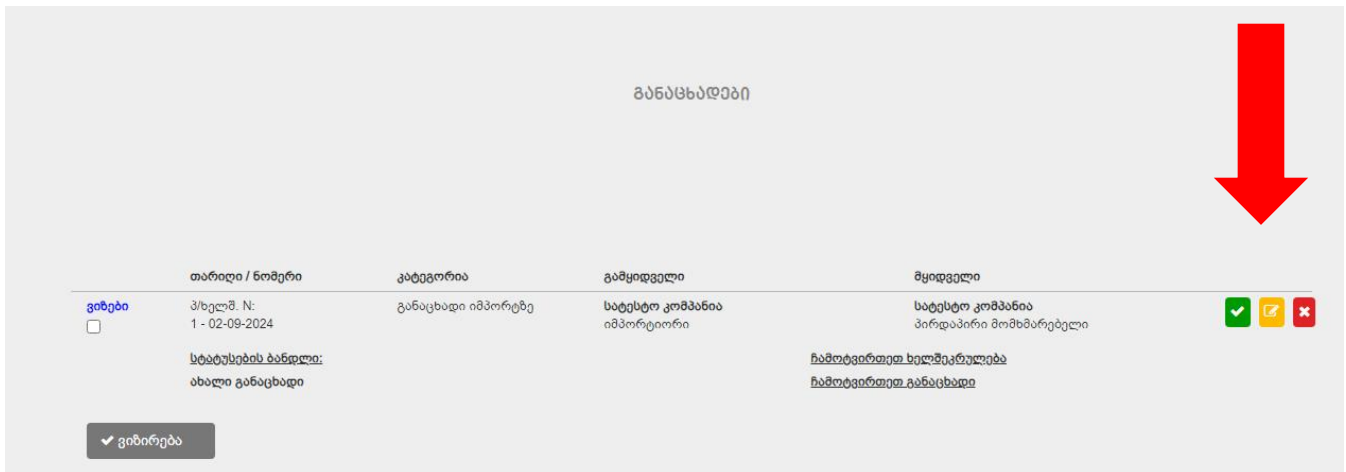 განაცხადები
თარიღი / ნომერი კატეგორია გამყიდველი მყიდველი
ვიზები პ/ხელშ. N: განაცხადი იმპორტზე სატესტო კომპანია სატესტო კომპანია
1 - 02-09-2024 იმპორტიორი პირდაპირი მომხმარებელი
სტატუსების ბანდლი: ჩამოტვირთეთ ხელშეკრულება
ახალი განაცხადი ჩამოტვირთეთ განაცხადი
ვიზირება